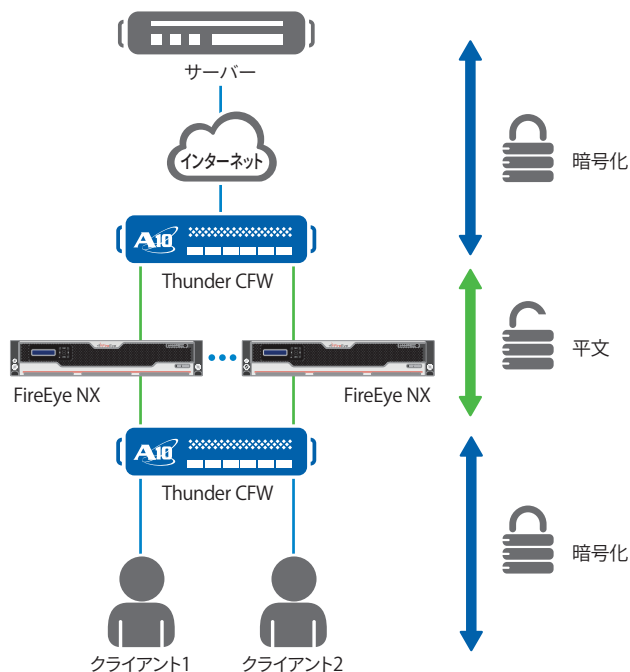 サーバー
インターネット
暗号化
A10
Thunder CFW
平文
FireEye NX
FireEye NX
A10
Thunder CFW
暗号化
クライアント1
クライアント2